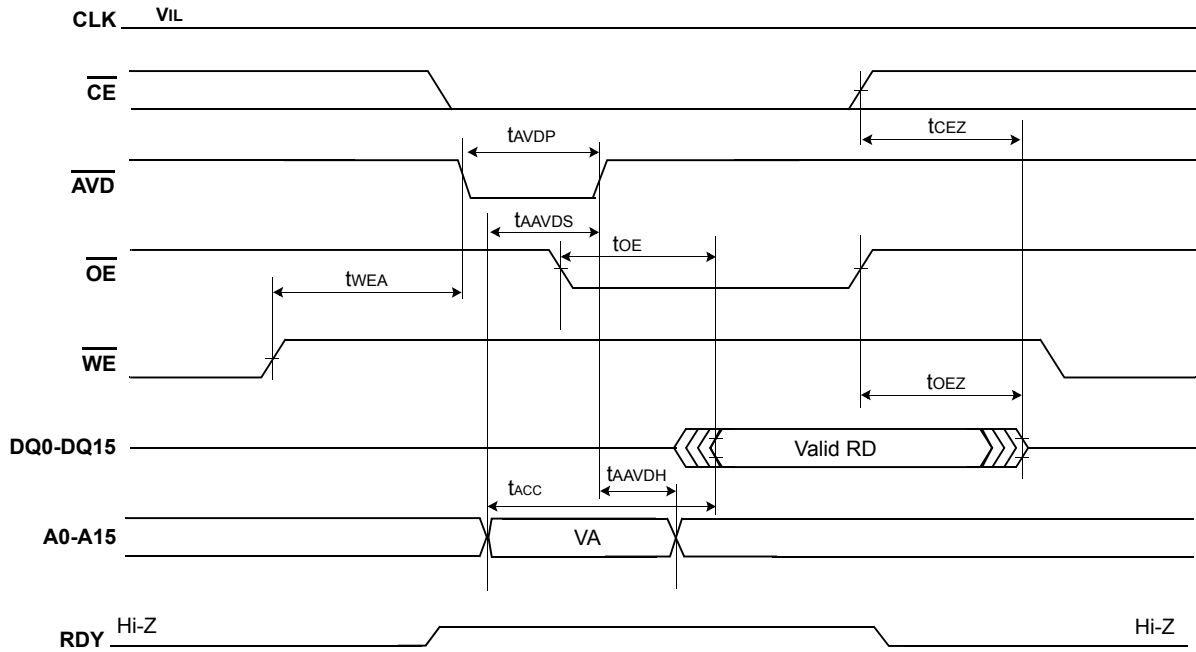 CLK VIL
CE
tAVDP tCEZ
AVD
tAAVDS
tOE
OE
tWEA
WE
tOEZ
DQ0-DQ15 Valid RD
tAAVDH
tACC
A0-A15 VA
Hi-Z Hi-Z
RDY